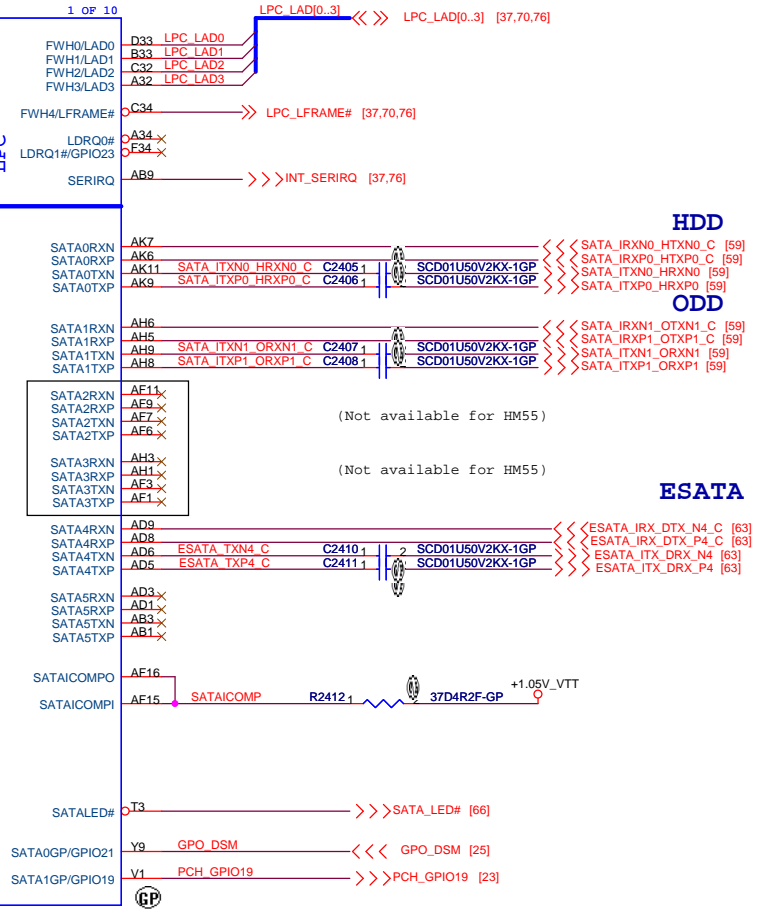 1 OF 10
LPC_LAD[0..3] LPC_LAD[0..3] [37,70,76]
FWH0/LAD0 D33 LPC_LAD0
FWH1/LAD1 B33 LPC_LAD1
FWH2/LAD2 C32 LPC_LAD2
FWH3/LAD3 A32 LPC_LAD3
FWH4/LFRAME# C34 LPC_LFRAME# [37,70,76]
LPC
LDRQ0# A34
LDRQ1#/GPIO23 F34
SERIRQ AB9 INT_SERIRQ [37,76]
HDD
SATA0RXN AK7 SATA_IRXN0_HTXN0_C [59]
SATA0RXP AK6 SATA_IRXP0_HTXP0_C [59]
SATA0TXN AK11 SATA_ITXN0_HRXN0_C C2405 1 SCD01U50V2KX-1GP SATA_ITXN0_HRXN0 [59]
SATA0TXP AK9 SATA_ITXP0_HRXP0_C C2406 1 SCD01U50V2KX-1GP SATA_ITXP0_HRXP0 [59]
ODD
SATA1RXN AH6 SATA_IRXN1_OTXN1_C [59]
SATA1RXP AH5 SATA_IRXP1_OTXP1_C [59]
SATA1TXN AH9 SATA_ITXN1_ORXN1_C C2407 1 SCD01U50V2KX-1GP SATA_ITXN1_ORXN1 [59]
SATA1TXP AH8 SATA_ITXP1_ORXP1_C C2408 1 SCD01U50V2KX-1GP SATA_ITXP1_ORXP1 [59]
SATA2RXN AF11
SATA2RXP AF9
SATA2TXN AF7 (Not available for HM55)
SATA2TXP AF6
SATA3RXN AH3
SATA3RXP AH1 (Not available for HM55)
SATA3TXN AF3
SATA3TXP AF1
ESATA
SATA4RXN AD9 ESATA_IRX_DTX_N4_C [63]
SATA4RXP AD8 ESATA_IRX_DTX_P4_C [63]
SATA4TXN AD6 ESATA_TXN4_C C2410 1 2 SCD01U50V2KX-1GP ESATA_ITX_DRX_N4 [63]
SATA4TXP AD5 ESATA_TXP4_C C2411 1 SCD01U50V2KX-1GP ESATA_ITX_DRX_P4 [63]
SATA5RXN AD3
SATA5RXP AD1
SATA5TXN AB3
SATA5TXP AB1
SATAICOMPO AF16
+1.05V_VTT
SATAICOMPI AF15 SATAICOMP R2412 1 2 37D4R2F-GP
SATALED# T3 SATA_LED# [66]
SATA0GP/GPIO21 Y9 GPO_DSM GPO_DSM [25]
SATA1GP/GPIO19 V1 PCH_GPIO19 PCH_GPIO19 [23]
GP